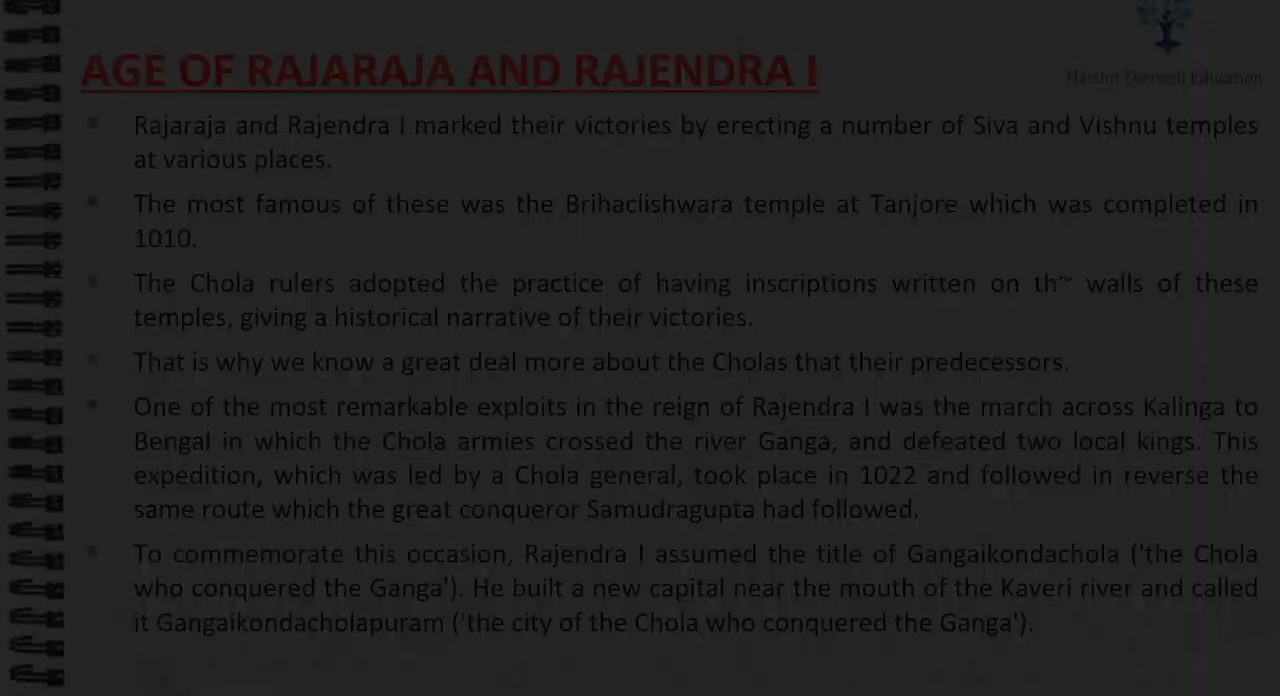 AGE OF RAJARAJA AND RAJENDRA I
Harshit Dwivedi Education
Rajaraja and Rajendra I marked their victories by erecting a number of Siva and Vishnu temples
at various places.
The most famous of these was the Brihaclishwara temple at Tanjore which was completed in
1010.
The Chola rulers adopted the practice of having inscriptions written on th~ walls of these
temples, giving a historical narrative of their victories.
That is why we know a great deal more about the Cholas that their predecessors.
One of the most remarkable exploits in the reign of Rajendra I was the march across Kalinga to
Bengal in which the Chola armies crossed the river Ganga, and defeated two local kings. This
expedition, which was led by a Chola general, took place in 1022 and followed in reverse the
same route which the great conqueror Samudragupta had followed.
To commemorate this occasion, Rajendra I assumed the title of Gangaikondachola ('the Chola
who conquered the Ganga'). He built a new capital near the mouth of the Kaveri river and called
it Gangaikondacholapuram ('the city of the Chola who conquered the Ganga').